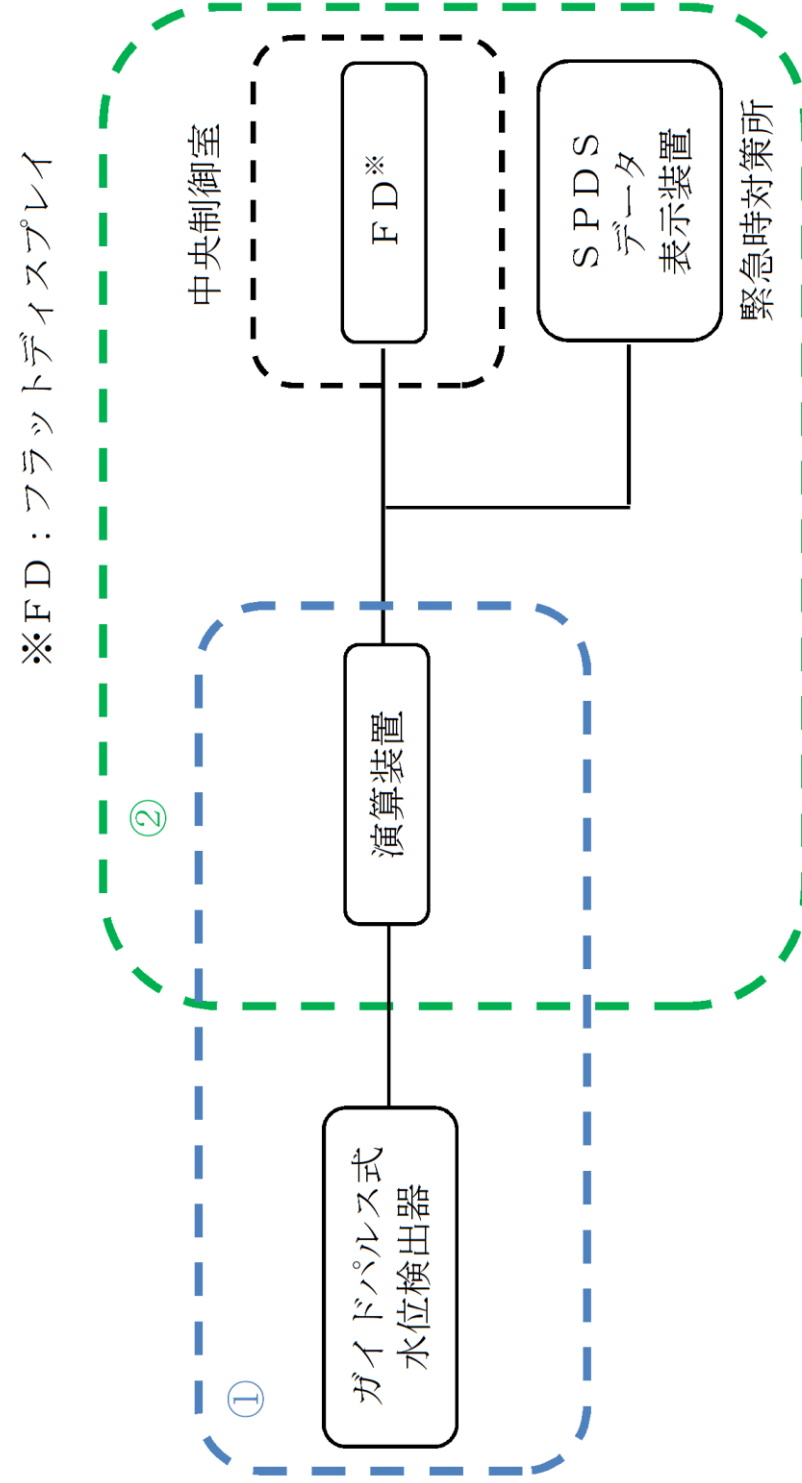 ※ＦＤ：フラットディスプレイ
②
中央制御室
ＦＤ※
ＳＰＤＳ
データ
表示装置
緊急時対策所
演算装置
①
ガイドパルス式
水位検出器